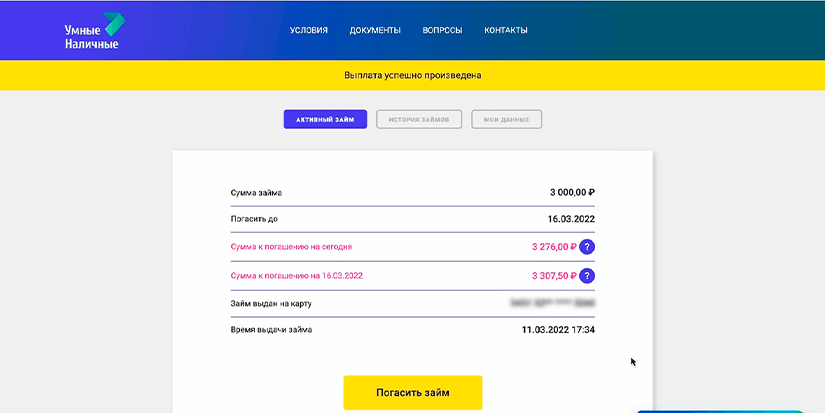 Умные
Наличные
УСЛОВИЯ ДОКУМЕНТЫ ВОПРОСЫ КОНТАКТЫ
Выплата успешно произведена
АКТИВНЫЙ ЗАЙМ ИСТОРИЯ ЗАЙМОВ МОИ ДАННЫЕ
Сумма займа 3 000,00 ₽
Погасить до 16.03.2022
Сумма к погашению на сегодня 3 276,00 ₽ ?
Сумма к погашению на 16.03.2022 3 307,50 ₽ ?
Займ выдан на карту
Время выдачи займа 11.03.2022 17:34
Погасить займ